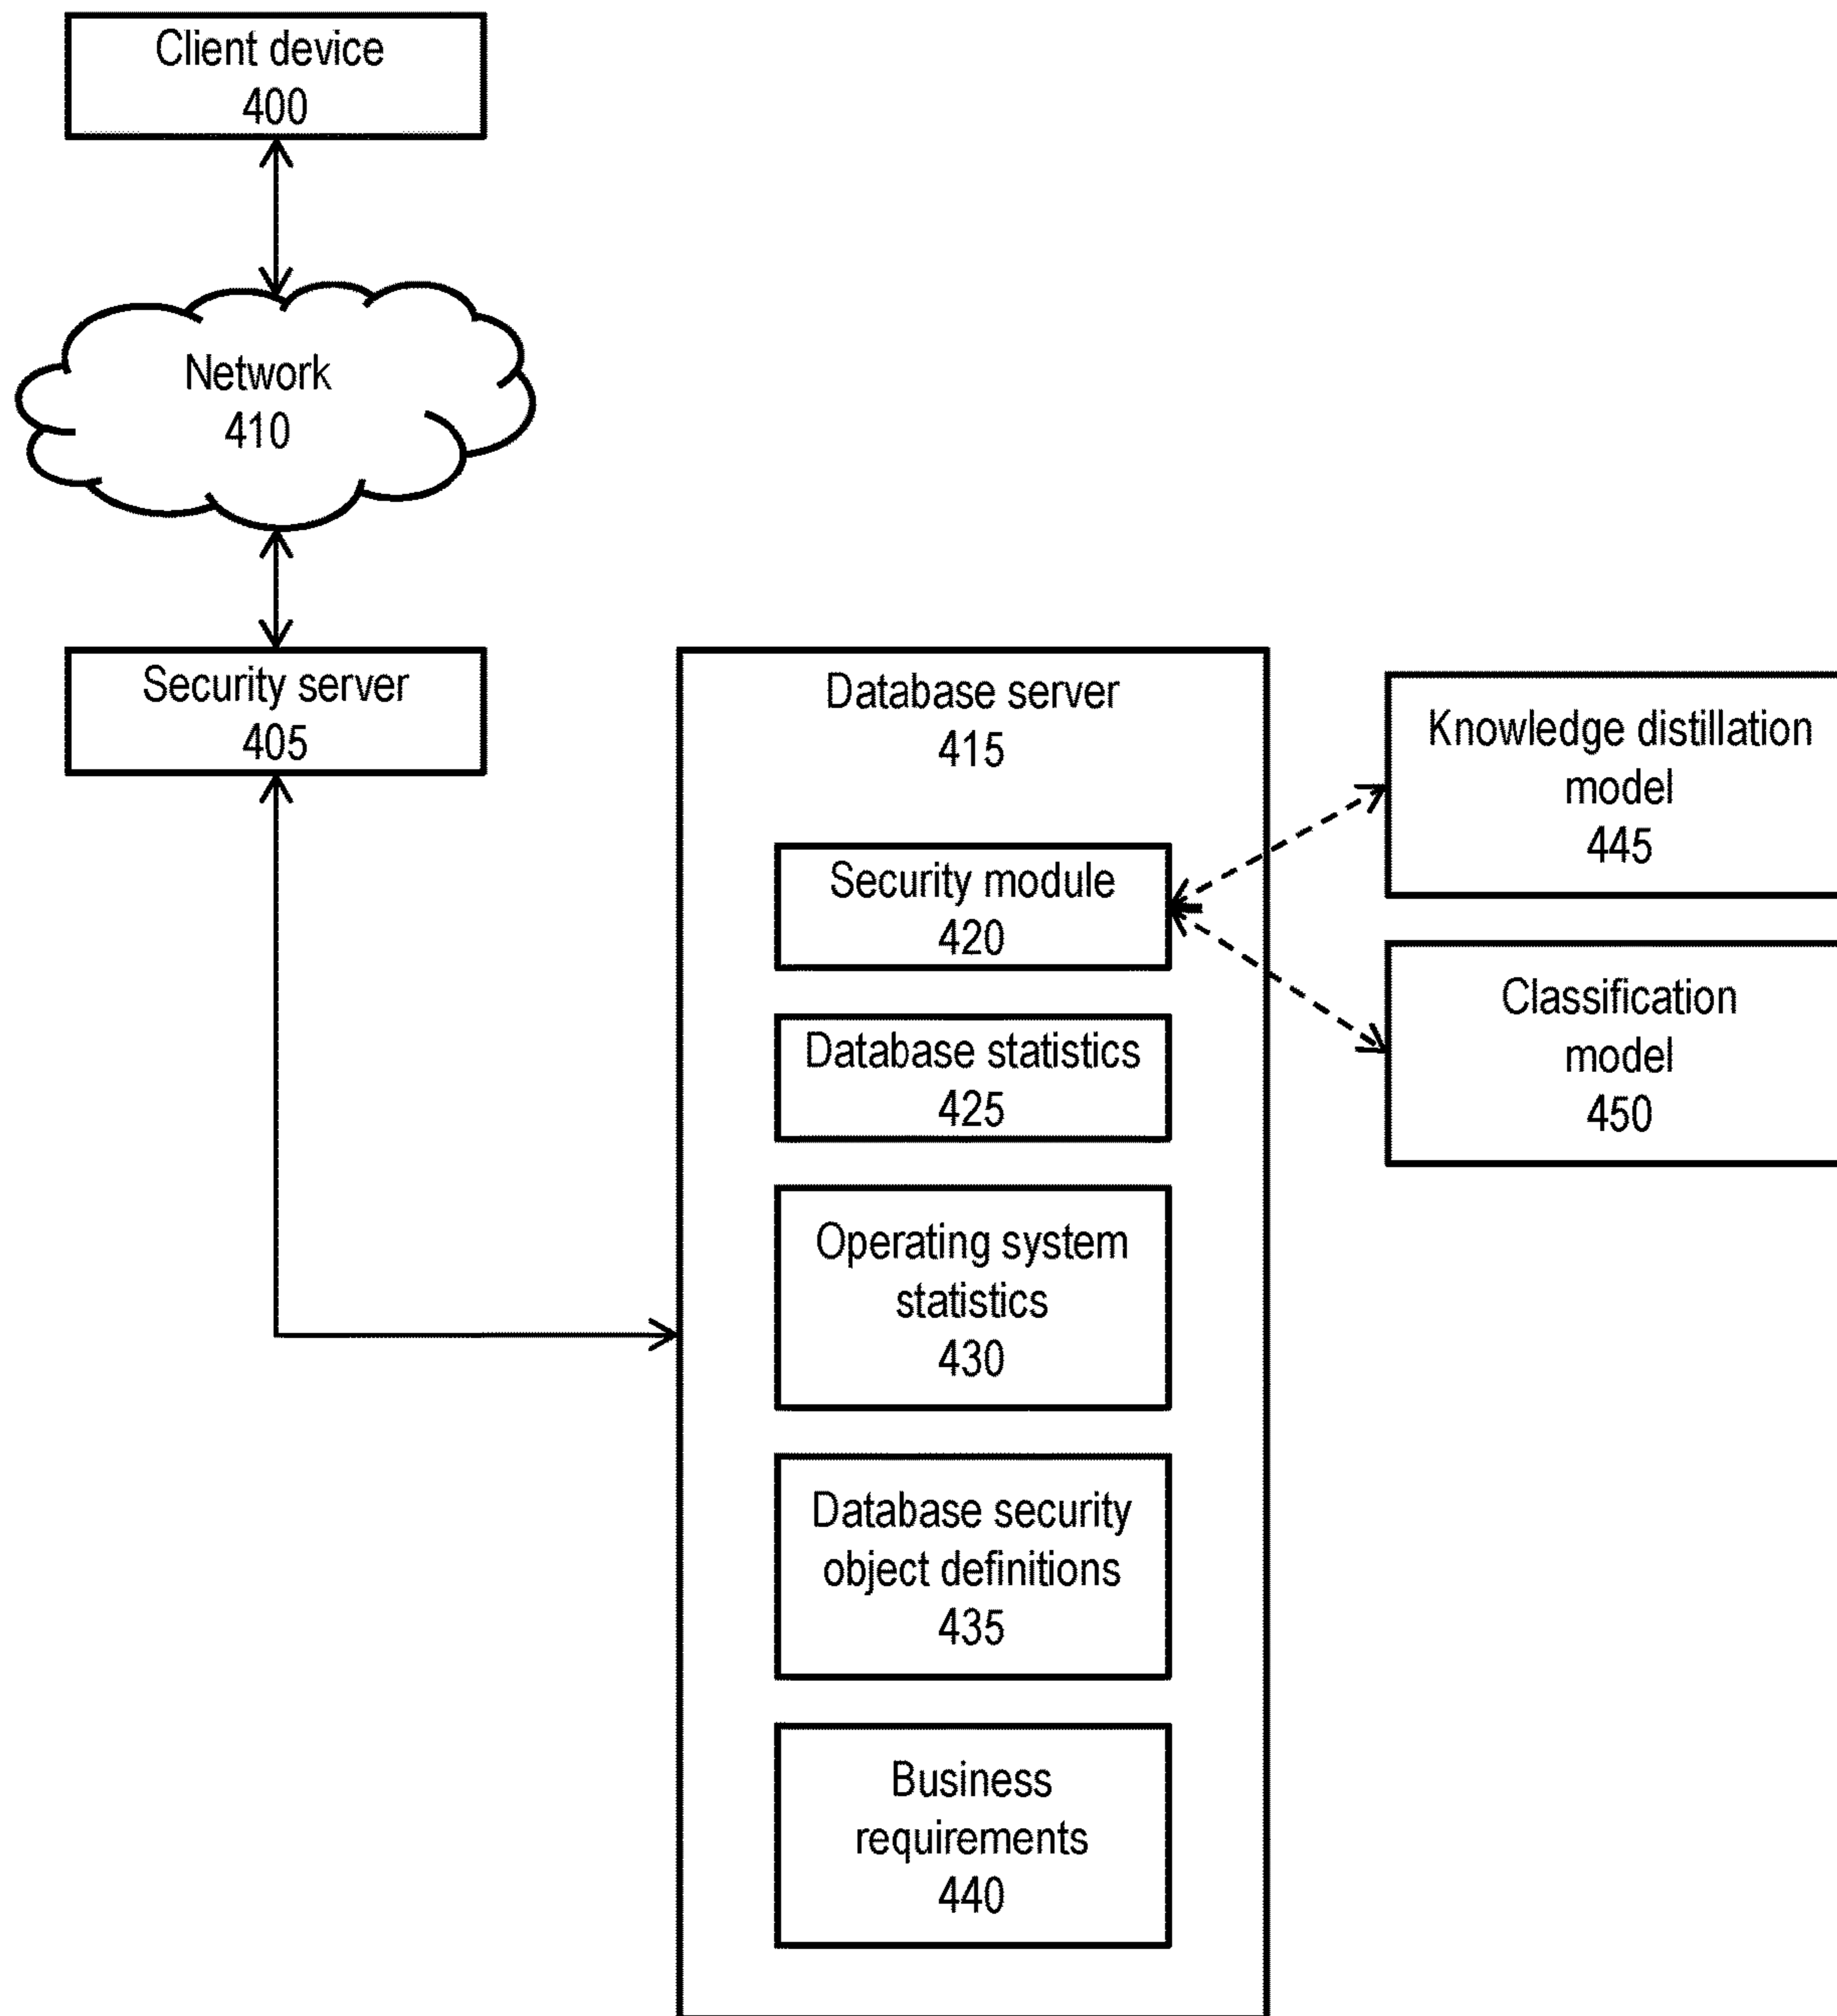 Client device
400
Network
410
Security server
405
Database server
415
Security module
420
Database statistics
425
Operating system
statistics
430
Database security
object definitions
435
Business
requirements
440
Knowledge distillation
model
445
Classification
model
450